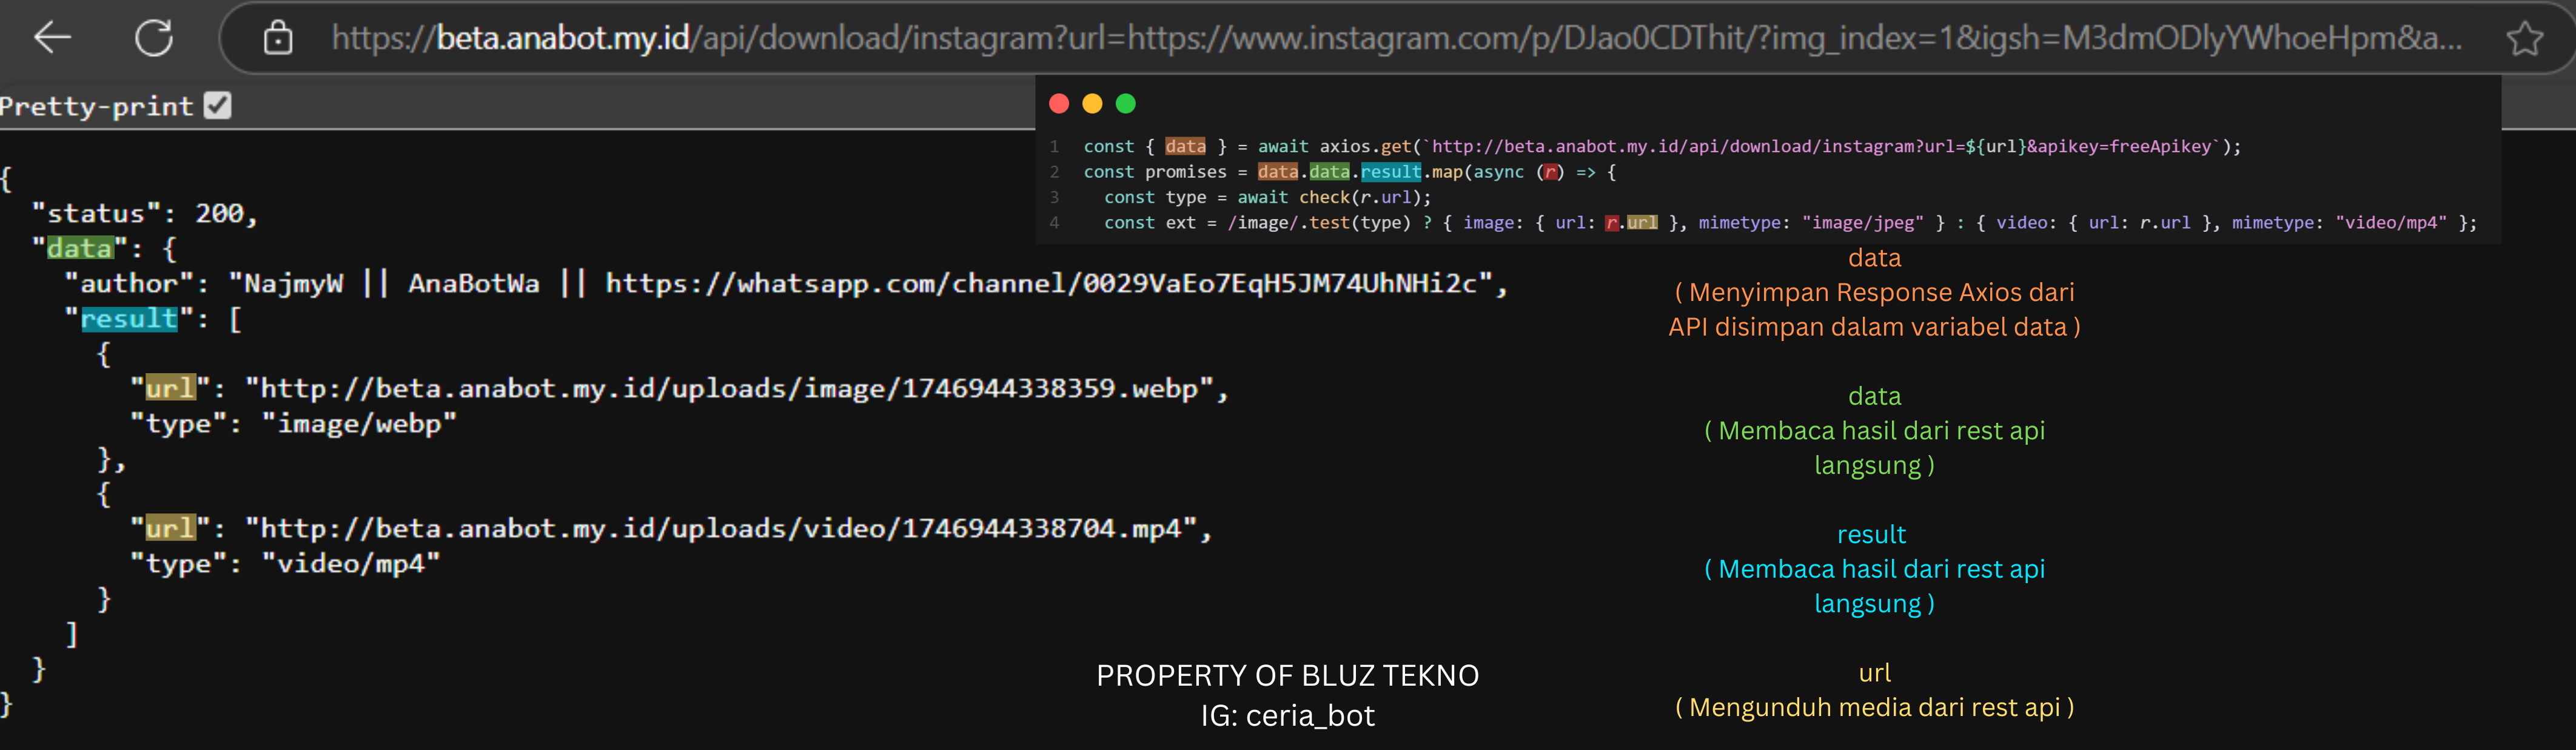 https://beta.anabot.my.id/api/download/instagram?url=https://www.instagram.com/p/DJao0CDThit/?img_index=1&igsh=M3dmODlyYWhoeHpm&a...
Pretty-print
{
"status": 200,
"data": {
"author": "NajmyW || AnaBotWa || https://whatsapp.com/channel/0029VaEo7EqH5JM74UhNHi2c",
"result": [
{
"url": "http://beta.anabot.my.id/uploads/image/1746944338359.webp",
"type": "image/webp"
},
{
"url": "http://beta.anabot.my.id/uploads/video/1746944338704.mp4",
"type": "video/mp4"
}
]
}
}
1 const { data } = await axios.get(`http://beta.anabot.my.id/api/download/instagram?url=${url}&apikey=freeApikey`);
2 const promises = data.data.result.map(async (r) => {
3 const type = await check(r.url);
4 const ext = /image/.test(type) ? { image: { url: r.url }, mimetype: "image/jpeg" } : { video: { url: r.url }, mimetype: "video/mp4" };
data
( Menyimpan Response Axios dari
API disimpan dalam variabel data )
data
( Membaca hasil dari rest api
langsung )
result
( Membaca hasil dari rest api
langsung )
url
( Mengunduh media dari rest api )
PROPERTY OF BLUZ TEKNO
IG: ceria_bot